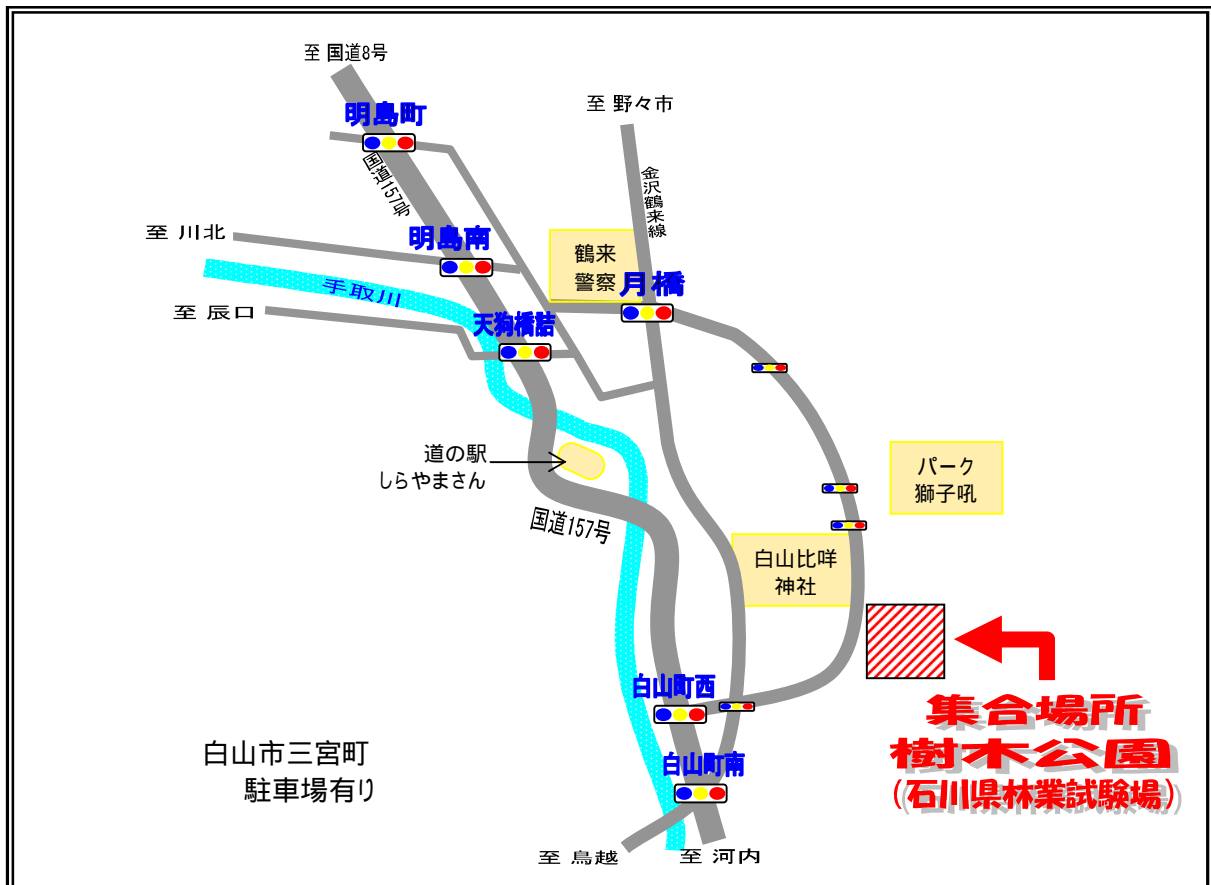 至 国道8号
至 野々市
明島町
国道157号
金沢鶴来線
至 川北
明島南
鶴来
警察
月橋
手取川
至 辰口
天狗橋詰
道の駅
しらやまさん
パーク
獅子吼
国道157号
白山比咩
神社
白山町西
集合場所
樹木公園
(石川県林業試験場)
白山市三宮町
駐車場有り
白山町南
至 鳥越
至 河内